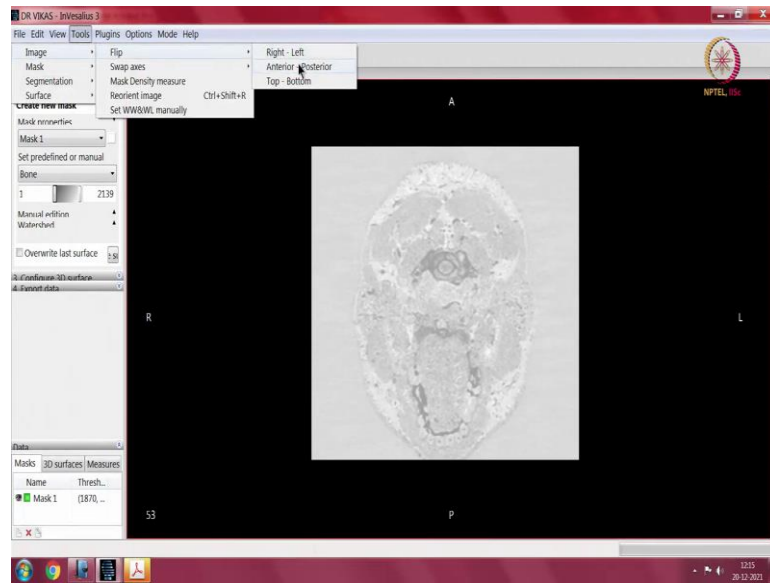 DR VIKAS - InVesalius 3
File Edit View Tools Plugins Options Mode Help
Image Flip Right - Left
Mask Swap axes Anterior - Posterior
Segmentation Mask Density measure Top - Bottom
Surface Reorient image Ctrl+Shift+R
Set WW&WL manually
NPTEL, IISc
Create new mask
Mask properties
Mask 1
Set predefined or manual
Bone
1 2139
Manual edition
Watershed
Overwrite last surface
3. Configure 3D surface
4. Export data
A
R L
Data
Masks 3D surfaces Measures
Name Thresh..
Mask 1 (1870, ...
53 P
12:15
20-12-2021